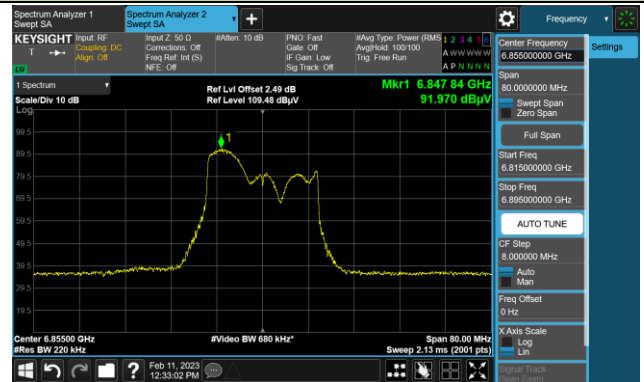 Spectrum Analyzer 1
Swept SA
Spectrum Analyzer 2
Swept SA
Frequency
KEYSIGHT
T
Input: RF
Coupling: DC
Align: Off
Input Z: 50 Ω
Corrections: Off
Freq Ref: Int (S)
NFE: Off
#Atten: 10 dB
PNO: Fast
Gate: Off
IF Gain: Low
Sig Track: Off
#Avg Type: Power (RMS
Avg|Hold: 100/100
Trig: Free Run
1 2 3 4 5 6
A W W W W W
A P N N N N
1 Spectrum
Scale/Div 10 dB
Log
Ref Lvl Offset 2.49 dB
Ref Level 109.48 dBµV
Mkr1 6.847 84 GHz
91.970 dBµV
1
99.5
89.5
79.5
69.5
59.5
49.5
39.5
29.5
19.5
Center 6.85500 GHz
#Res BW 220 kHz
#Video BW 680 kHz*
Span 80.00 MHz
Sweep 2.13 ms (2001 pts)
Center Frequency
6.855000000 GHz
Settings
Span
80.0000000 MHz
Swept Span
Zero Span
Full Span
Start Freq
6.815000000 GHz
Stop Freq
6.895000000 GHz
AUTO TUNE
CF Step
8.000000 MHz
Auto
Man
Freq Offset
0 Hz
X Axis Scale
Log
Lin
Signal Track
(Span Zoom)
Feb 11, 2023
12:33:02 PM